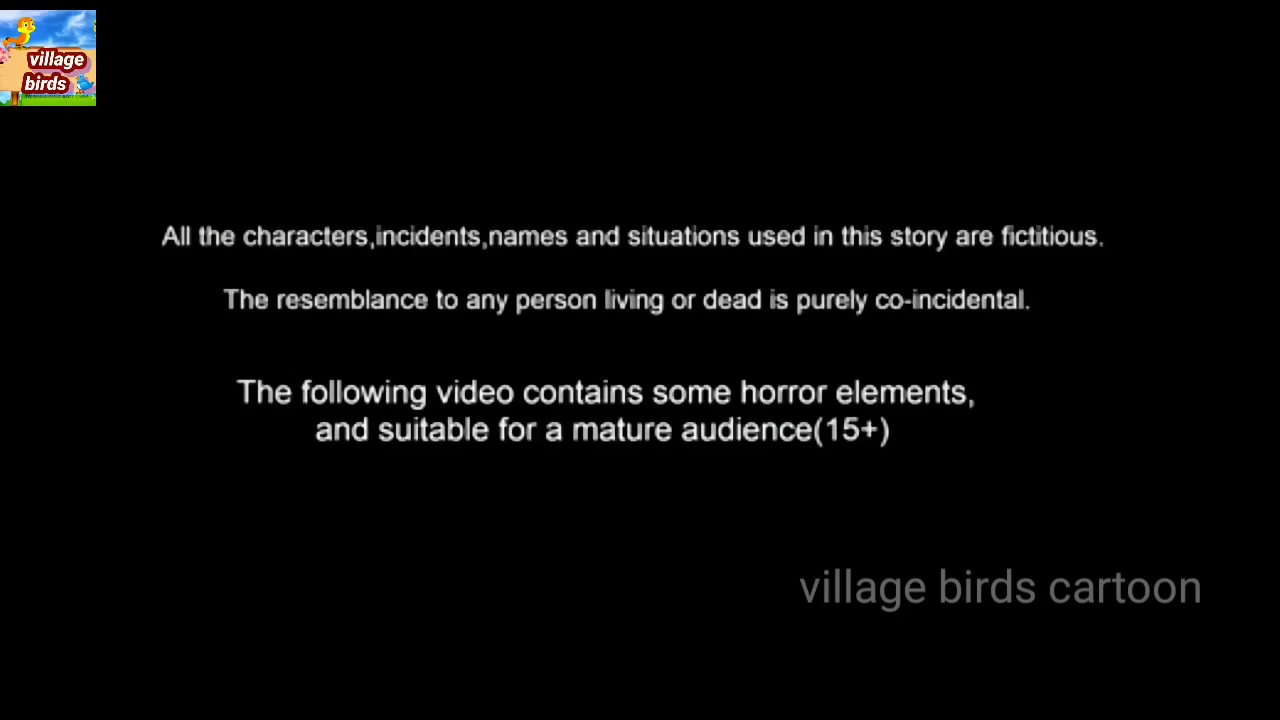 village
birds
All the characters,incidents,names and situations used in this story are fictitious.
The resemblance to any person living or dead is purely co-incidental.
The following video contains some horror elements,
and suitable for a mature audience(15+)
village birds cartoon